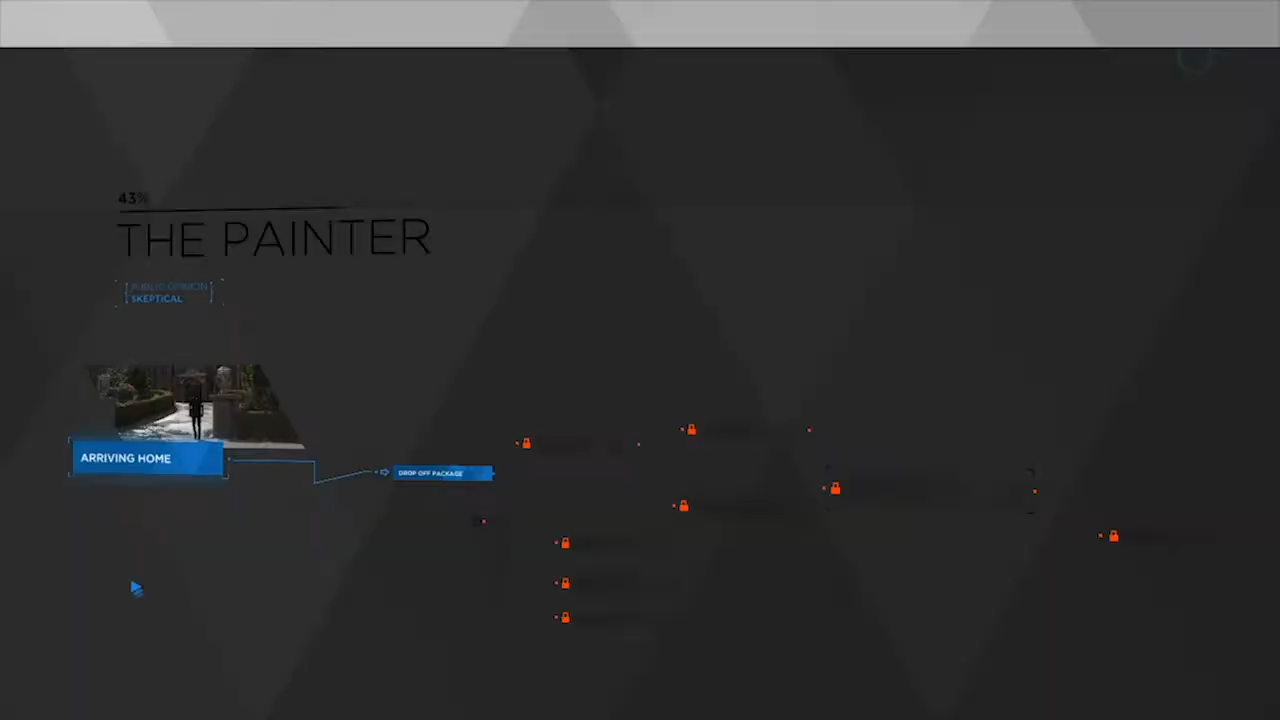 43%
THE PAINTER
PUBLIC OPINION
SKEPTICAL
ARRIVING HOME
DROP OFF PACKAGE